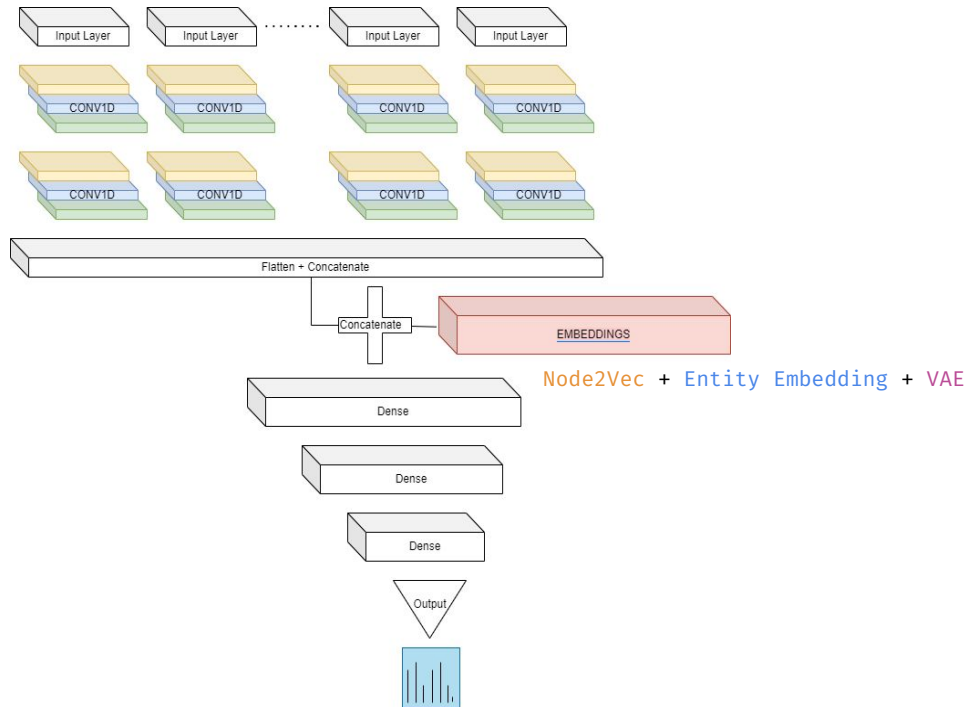 Input Layer Input Layer Input Layer Input Layer
CONV1D CONV1D CONV1D CONV1D
CONV1D CONV1D CONV1D CONV1D
Flatten + Concatenate
Concatenate
EMBEDDINGS
Node2Vec + Entity Embedding + VAE
Dense
Dense
Dense
Output